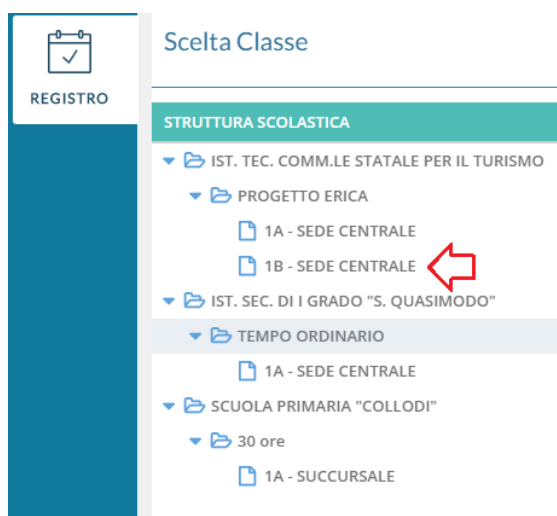 Scelta Classe
REGISTRO
STRUTTURA SCOLASTICA
IST. TEC. COMM.LE STATALE PER IL TURISMO
PROGETTO ERICA
1A - SEDE CENTRALE
1B - SEDE CENTRALE
IST. SEC. DI I GRADO "S. QUASIMODO"
TEMPO ORDINARIO
1A - SEDE CENTRALE
SCUOLA PRIMARIA "COLLODI"
30 ore
1A - SUCCURSALE